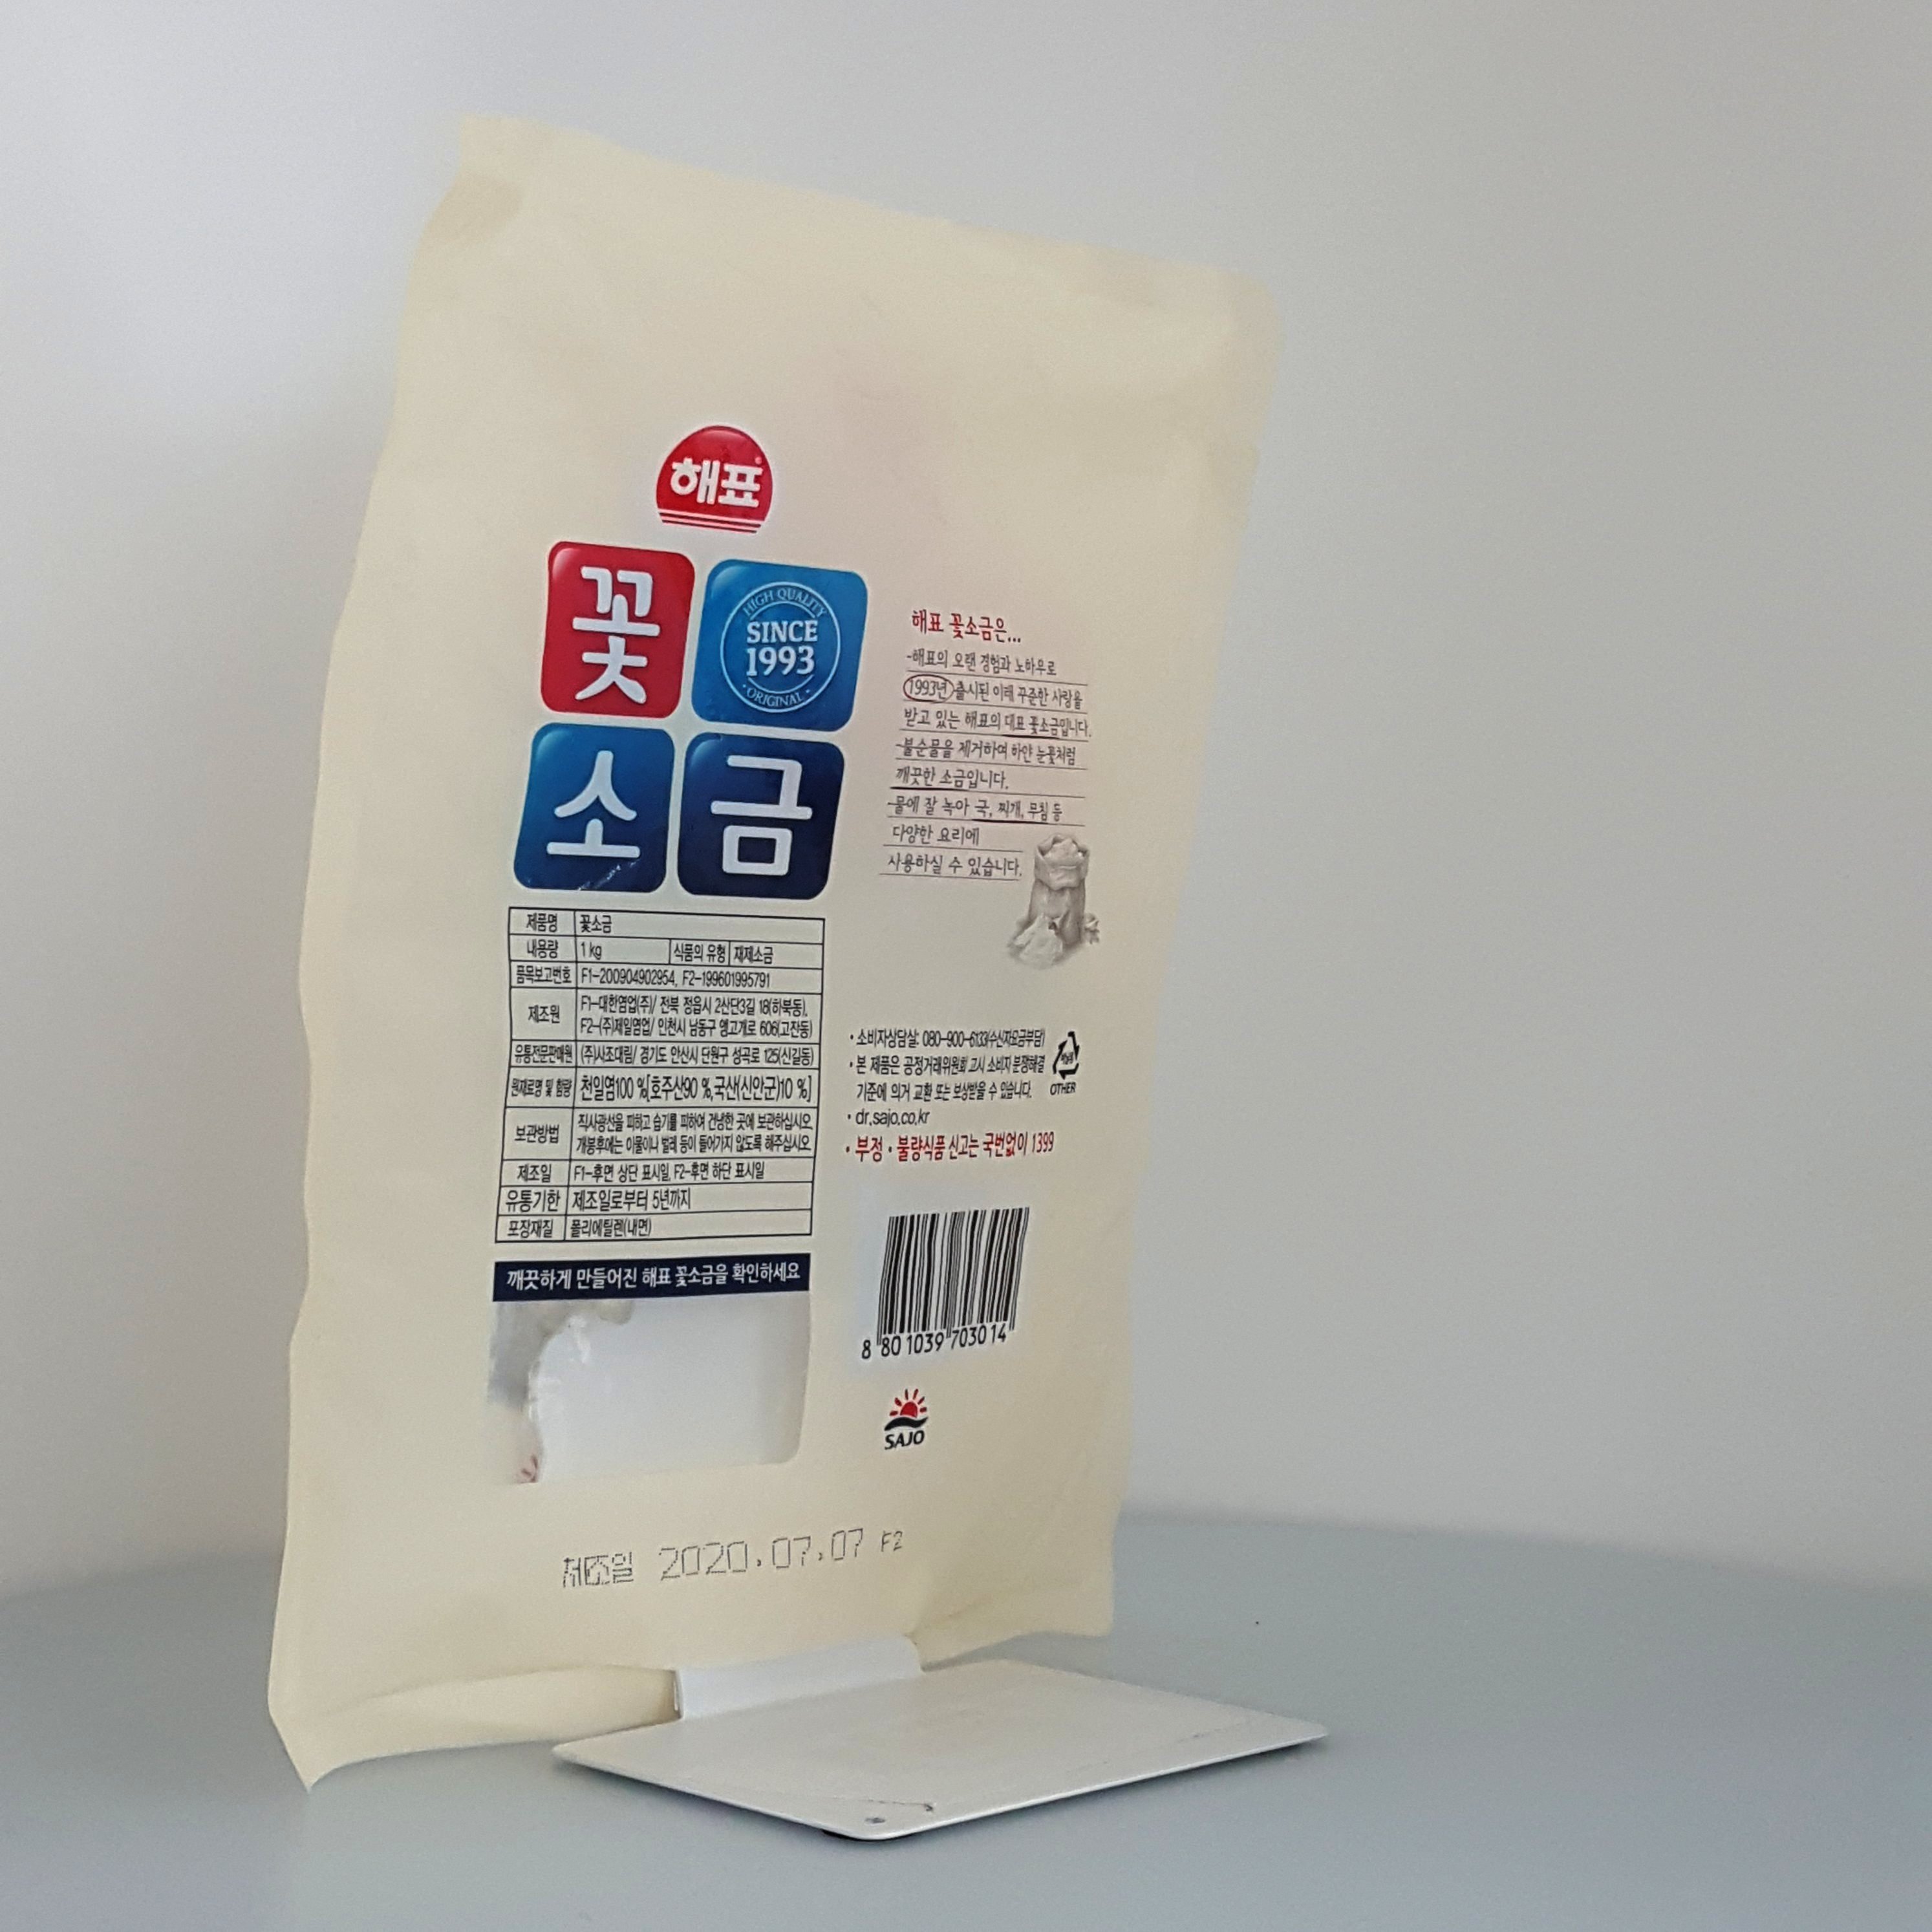 해표
꽃
HIGH QUALITY
SINCE
1993
ORIGINAL
소금
해표 꽃소금은...
-해표의 오랜 경험과 노하우로
1993년 출시된 이래 꾸준한 사랑을
받고 있는 해표의 대표 꽃소금입니다.
-불순물을 제거하여 하얀 눈꽃처럼
깨끗한 소금입니다.
-물에 잘 녹아 국, 찌개, 무침 등
다양한 요리에
사용하실 수 있습니다.
제품명 꽃소금
내용량 1 kg 식품의 유형 재제소금
품목보고번호 F1-200904902954, F2-199601995791
제조원 F1-대한염업(주)/ 전북 정읍시 2산단3길 18(하북동),
F2-(주)제일염업/ 인천시 남동구 앵고개로 606(고잔동)
유통전문판매원 (주)사조대림/ 경기도 안산시 단원구 성곡로 125(신길동)
원재료명 및 함량 천일염100 %[호주산90 %,국산(신안군)10 %]
보관방법 직사광선을 피하고 습기를 피하여 건냉한 곳에 보관하십시오.
개봉후에는 이물이나 벌레 등이 들어가지 않도록 해주십시오.
제조일 F1-후면 상단 표시일, F2-후면 하단 표시일
유통기한 제조일로부터 5년까지
포장재질 폴리에틸렌(내면)
깨끗하게 만들어진 해표 꽃소금을 확인하세요
• 소비자상담실: 080-900-6133(수신자요금부담)
• 본 제품은 공정거래위원회 고시 소비자 분쟁해결
기준에 의거 교환 또는 보상받을 수 있습니다.
• dr.sajo.co.kr
• 부정 • 불량식품 신고는 국번없이 1399
OTHER
8 801039 703014
SAJO
제조일 2020.07.07 F2